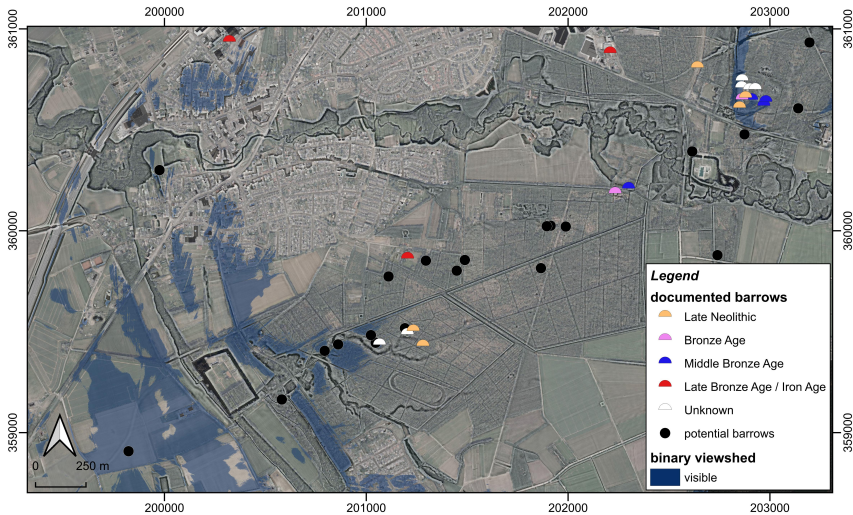 200000 201000 202000 203000
361000 361000
360000 360000
359000 359000
Legend
documented barrows
Late Neolithic
Bronze Age
Middle Bronze Age
Late Bronze Age / Iron Age
Unknown
potential barrows
binary viewshed
visible
0 250 m
200000 201000 202000 203000